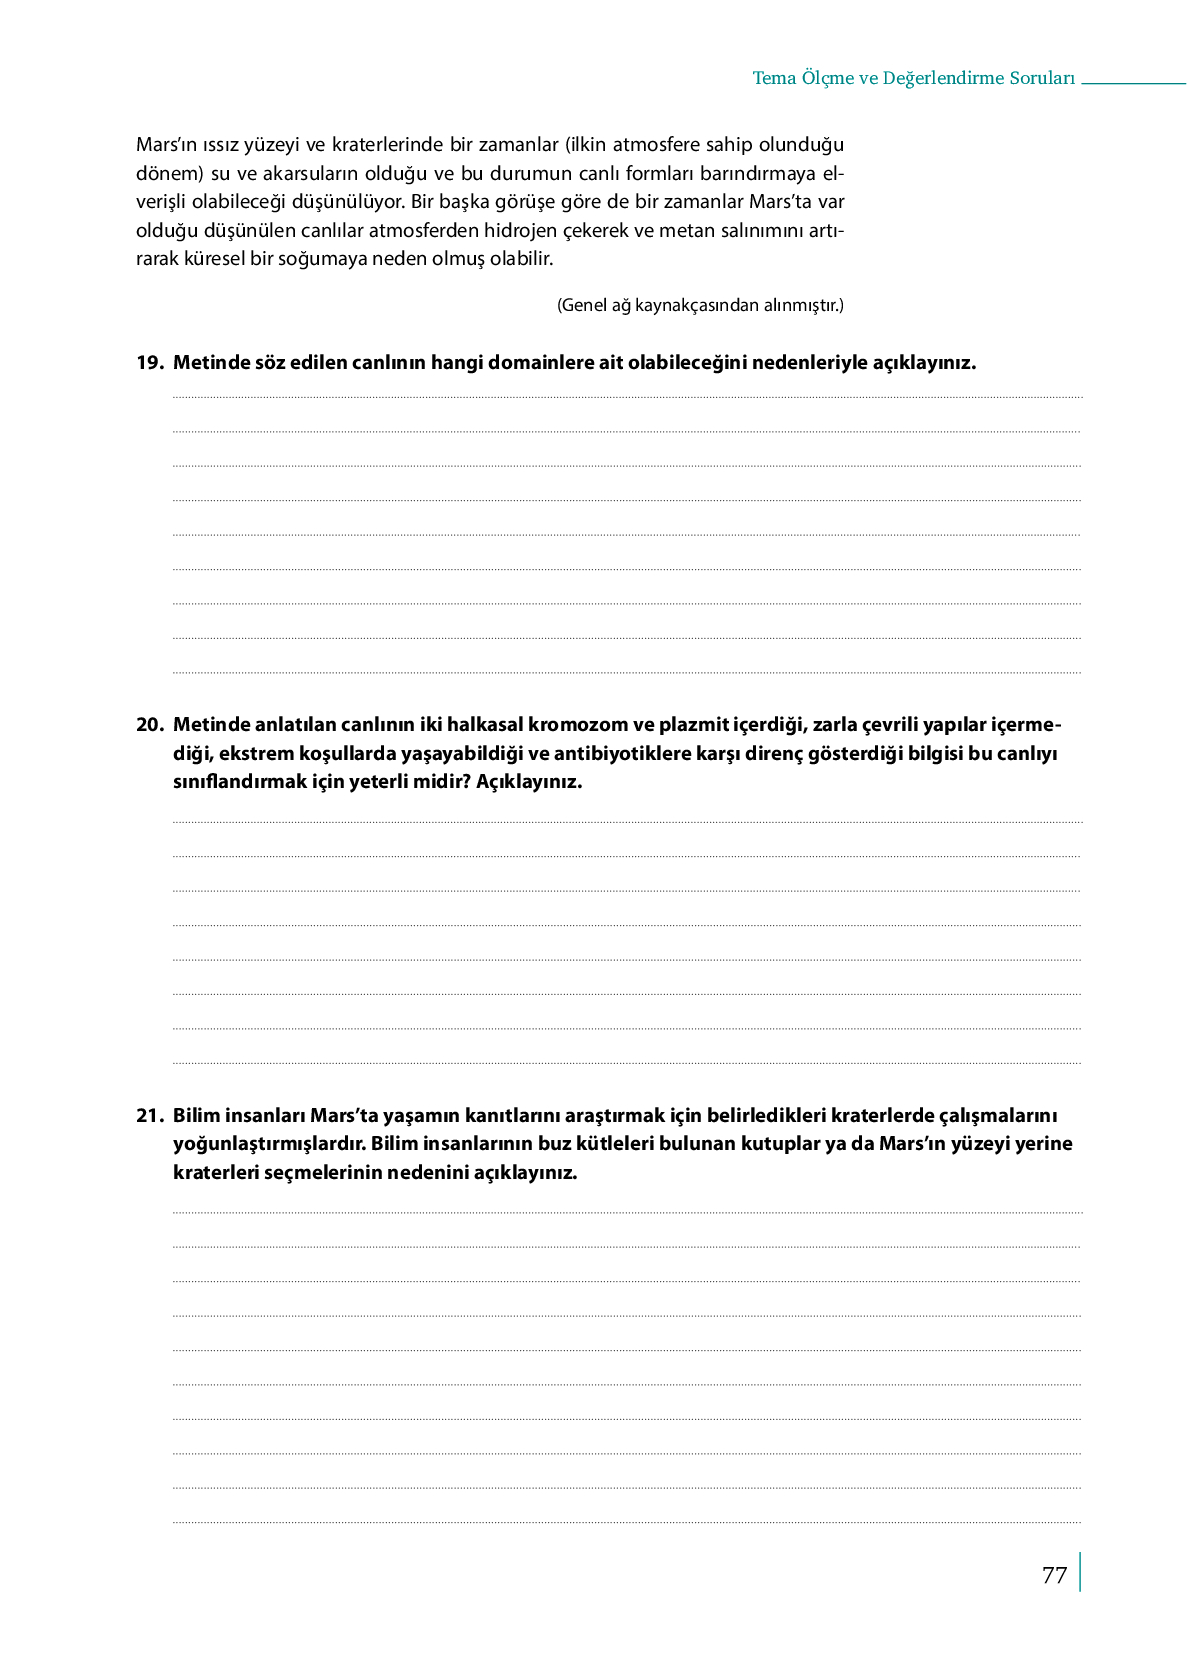 Tema Ölçme ve Değerlendirme Soruları
Mars’ın ıssız yüzeyi ve kraterlerinde bir zamanlar (ilkin atmosfere sahip olunduğu
dönem) su ve akarsuların olduğu ve bu durumun canlı formları barındırmaya el-
verişli olabileceği düşünülüyor. Bir başka görüşe göre de bir zamanlar Mars’ta var
olduğu düşünülen canlılar atmosferden hidrojen çekerek ve metan salınımını artı-
rarak küresel bir soğumaya neden olmuş olabilir.
(Genel ağ kaynakçasından alınmıştır.)
19. Metinde söz edilen canlının hangi domainlere ait olabileceğini nedenleriyle açıklayınız.
20. Metinde anlatılan canlının iki halkasal kromozom ve plazmit içerdiği, zarla çevrili yapılar içerme-
diği, ekstrem koşullarda yaşayabildiği ve antibiyotiklere karşı direnç gösterdiği bilgisi bu canlıyı
sınıflandırmak için yeterli midir? Açıklayınız.
21. Bilim insanları Mars’ta yaşamın kanıtlarını araştırmak için belirledikleri kraterlerde çalışmalarını
yoğunlaştırmışlardır. Bilim insanlarının buz kütleleri bulunan kutuplar ya da Mars’ın yüzeyi yerine
kraterleri seçmelerinin nedenini açıklayınız.
77